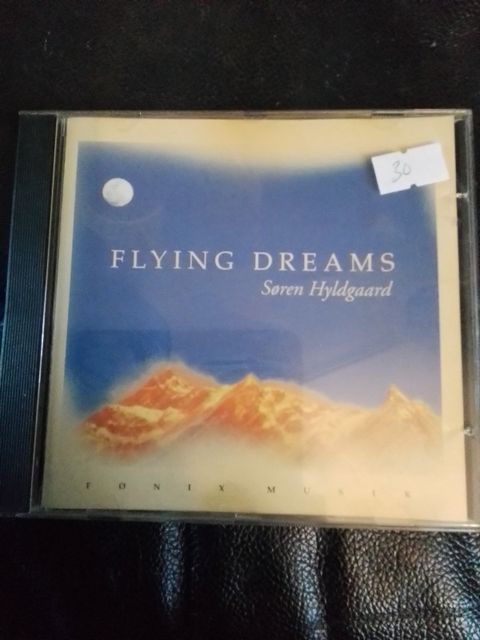 30
FLYING DREAMS
Søren Hyldgaard
FØNIX MUSIK